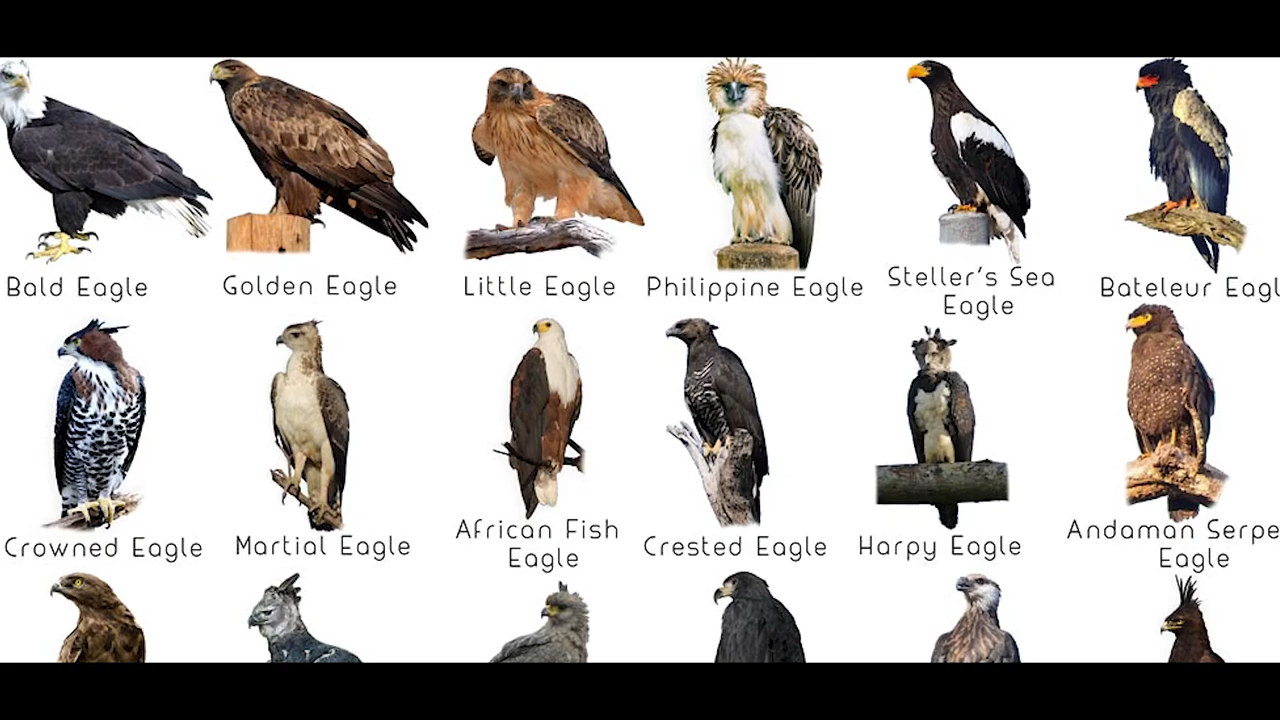 Bald Eagle
Golden Eagle
Little Eagle
Philippine Eagle
Steller's Sea
Eagle
Bateleur Eagl
Crowned Eagle
Martial Eagle
African Fish
Eagle
Crested Eagle
Harpy Eagle
Andaman Serpe
Eagle